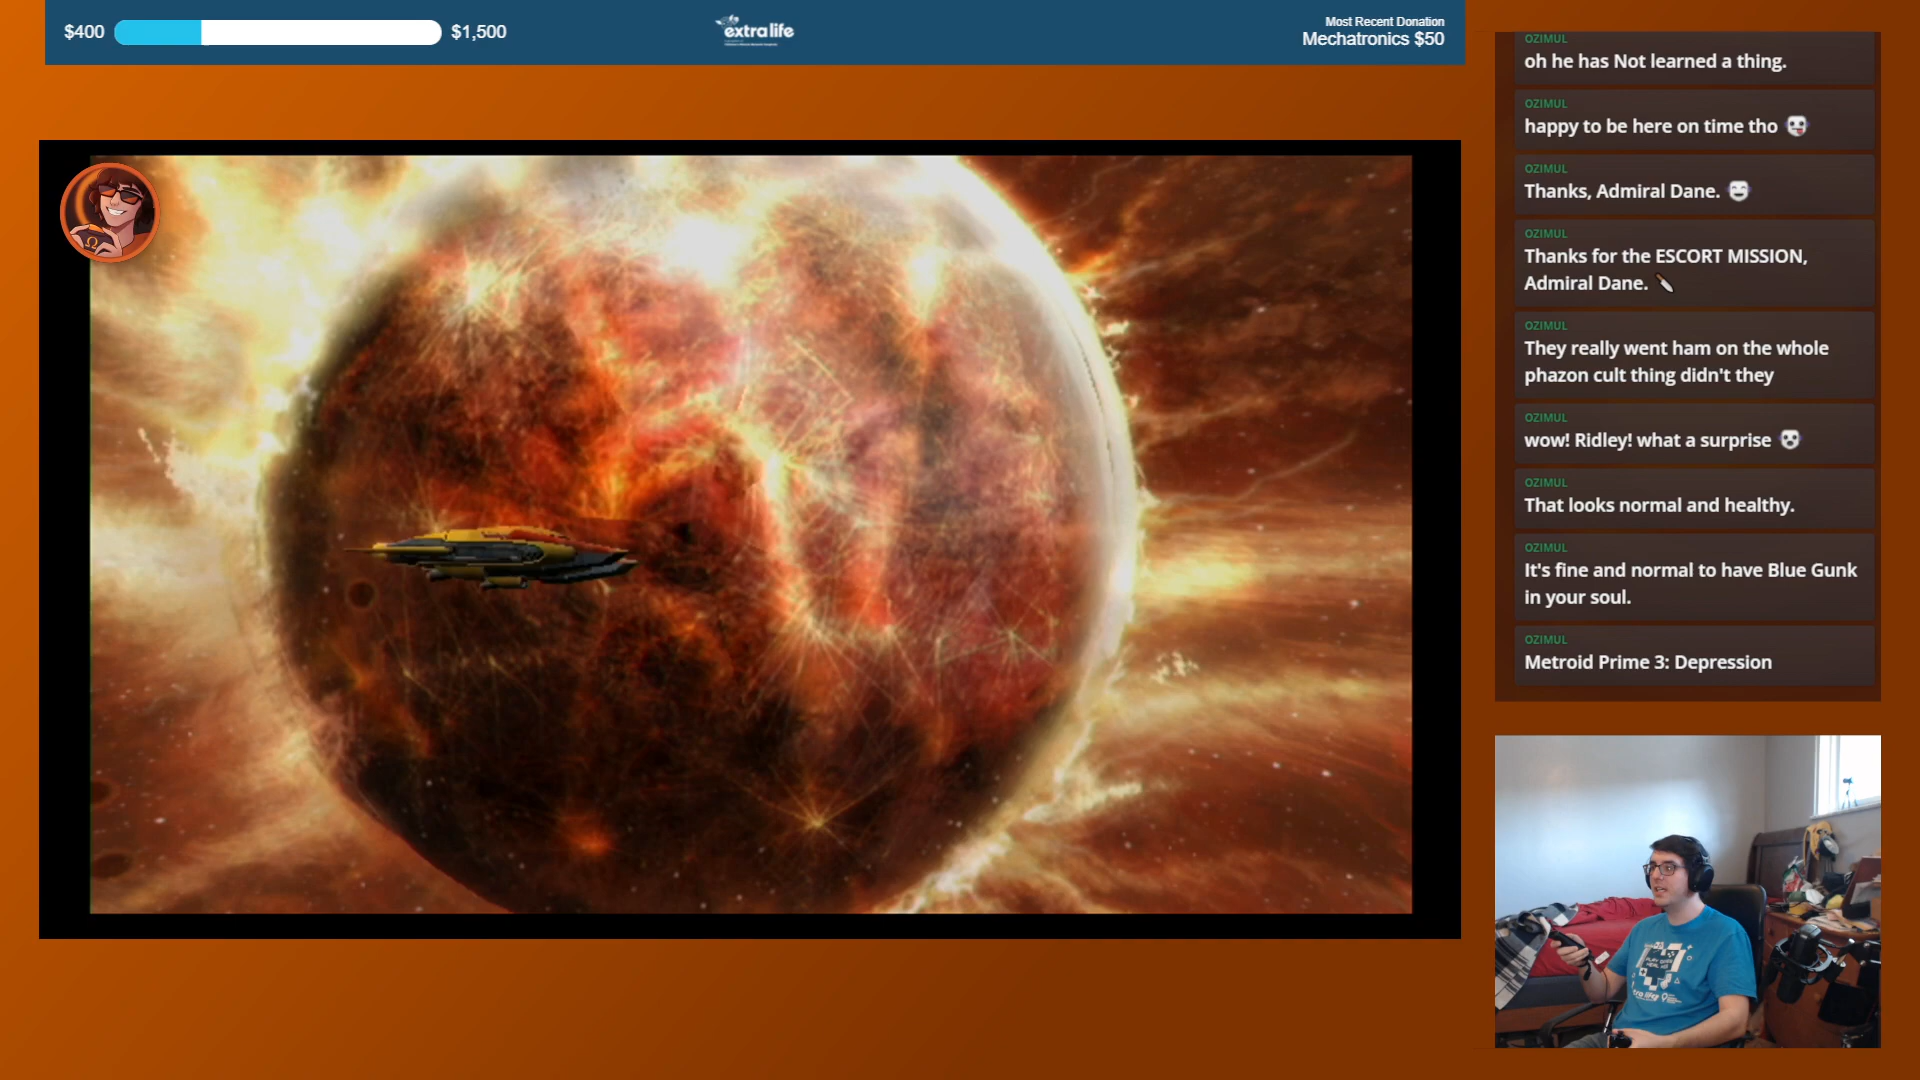 $400
$1,500
extralife
Most Recent Donation
Mechatronics $50
Ω
OZIMUL
oh he has Not learned a thing.
OZIMUL
happy to be here on time tho
OZIMUL
Thanks, Admiral Dane.
OZIMUL
Thanks for the ESCORT MISSION,
Admiral Dane.
OZIMUL
They really went ham on the whole
phazon cult thing didn't they
OZIMUL
wow! Ridley! what a surprise
OZIMUL
That looks normal and healthy.
OZIMUL
It's fine and normal to have Blue Gunk
in your soul.
OZIMUL
Metroid Prime 3: Depression